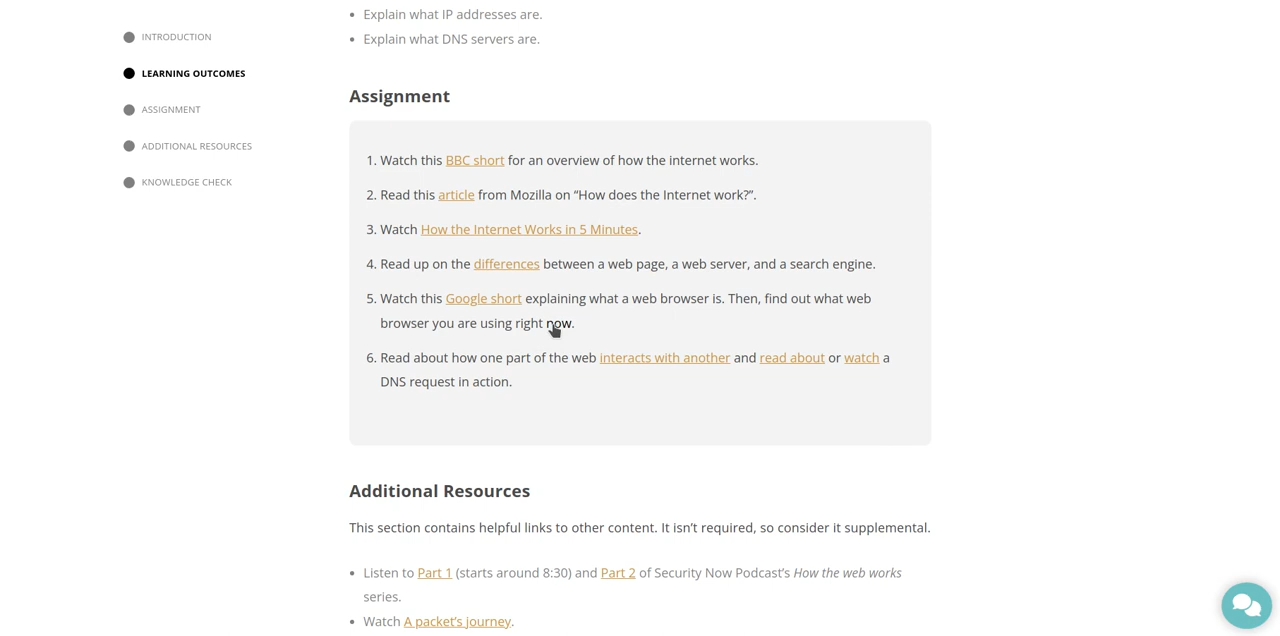 INTRODUCTION
LEARNING OUTCOMES
ASSIGNMENT
ADDITIONAL RESOURCES
KNOWLEDGE CHECK
• Explain what IP addresses are.
• Explain what DNS servers are.
Assignment
1. Watch this BBC short for an overview of how the internet works.
2. Read this article from Mozilla on “How does the Internet work?”.
3. Watch How the Internet Works in 5 Minutes.
4. Read up on the differences between a web page, a web server, and a search engine.
5. Watch this Google short explaining what a web browser is. Then, find out what web
browser you are using right now.
6. Read about how one part of the web interacts with another and read about or watch a
DNS request in action.
Additional Resources
This section contains helpful links to other content. It isn’t required, so consider it supplemental.
• Listen to Part 1 (starts around 8:30) and Part 2 of Security Now Podcast’s How the web works
series.
• Watch A packet’s journey.